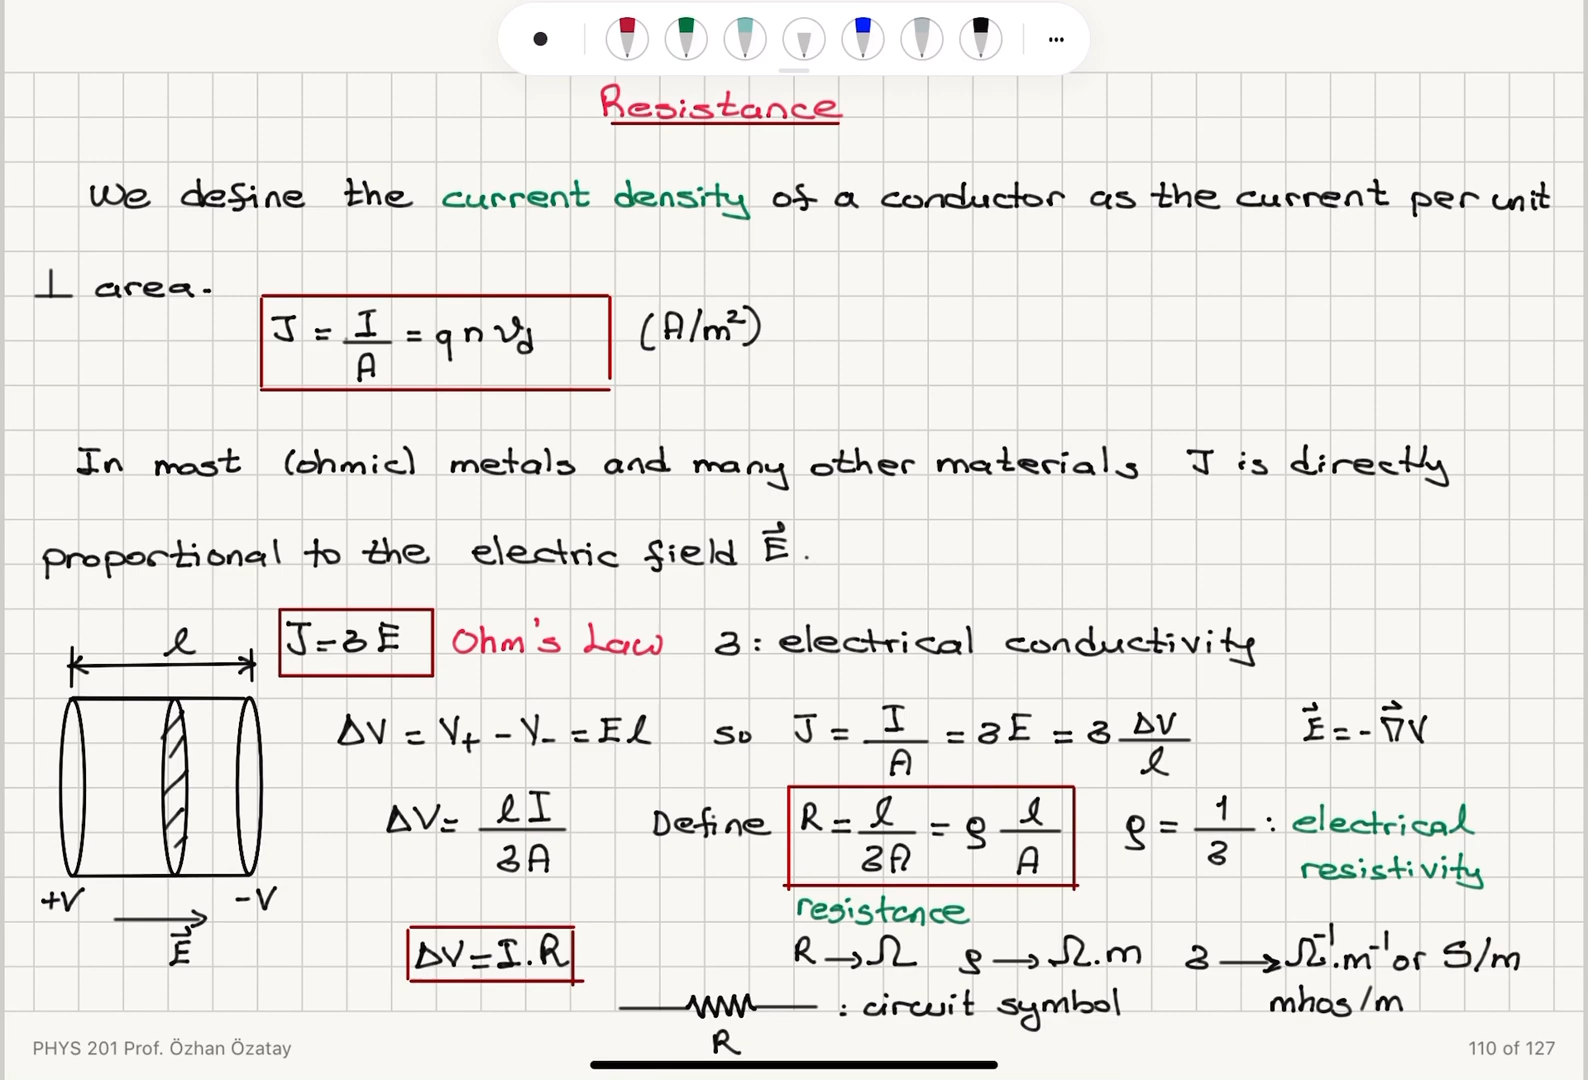 Resistance
We define the current density of a conductor as the current per unit
⊥ area.
J = I/A = q n v_d (A/m²)
In most (ohmic) metals and many other materials J is directly
proportional to the electric field E⃗.
l J=σE Ohm's Law σ: electrical conductivity
ΔV = V₊ - V₋ = El so J = I/A = σE = σ ΔV/l E⃗ = -∇⃗V
ΔV = lI/σA Define R = l/σA = ρ l/A ρ = 1/σ : electrical
resistivity
+V -V resistance
E⃗ ΔV=I.R R→Ω ρ→Ω.m σ→Ω⁻¹.m⁻¹ or S/m
: circuit symbol mhos/m
R
PHYS 201 Prof. Özhan Özatay 110 of 127